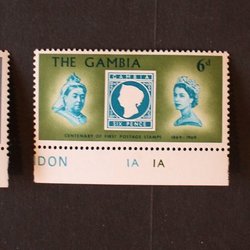 THE GAMBIA 6d
GAMBIA
SIX PENCE
CENTENARY OF FIRST POSTAGE STAMPS 1869-1969
DON 1A 1A